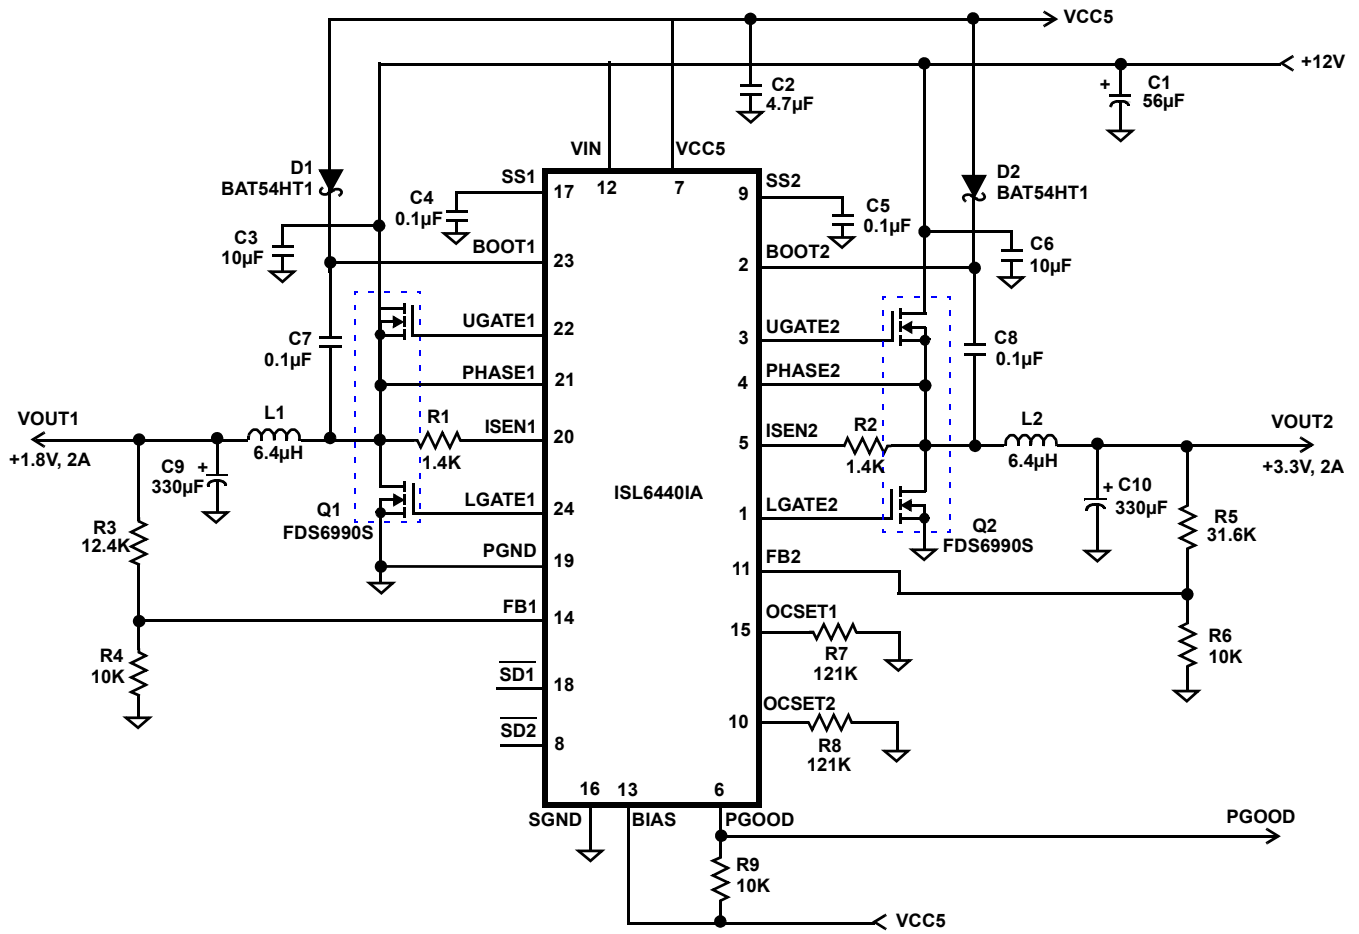 VCC5
+12V
C2
4.7µF
C1
+
56µF
VIN
VCC5
D1
BAT54HT1
SS1
17
12
7
9
SS2
D2
BAT54HT1
C4
0.1µF
C5
0.1µF
C3
10µF
BOOT1
23
2
BOOT2
C6
10µF
UGATE1
22
3
UGATE2
C7
0.1µF
C8
0.1µF
PHASE1
21
4
PHASE2
VOUT1
+1.8V, 2A
L1
6.4µH
R1
1.4K
ISEN1
20
5
ISEN2
R2
1.4K
L2
6.4µH
VOUT2
+3.3V, 2A
C9
+
330µF
ISL6440IA
+
C10
330µF
Q1
FDS6990S
LGATE1
24
1
LGATE2
Q2
FDS6990S
R3
12.4K
R5
31.6K
PGND
19
11
FB2
FB1
14
15
OCSET1
R7
121K
R4
10K
R6
10K
SD1
18
SD2
8
10
OCSET2
R8
121K
16
13
6
SGND
BIAS
PGOOD
PGOOD
R9
10K
VCC5